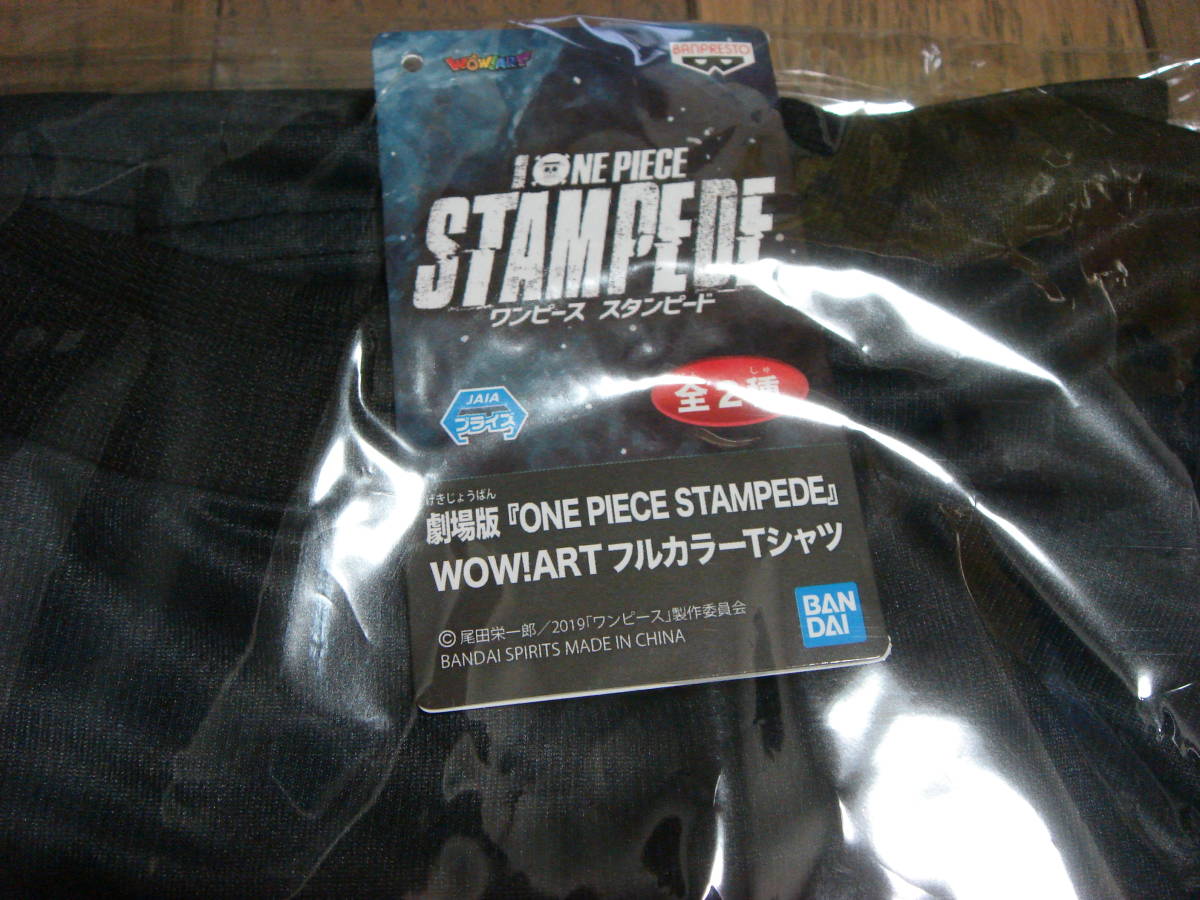 WOW!ART
BANPRESTO
ONE PIECE
STAMPEDE
ワンピース スタンピード
JAIA
プライズ
しゅ
全2種
げきじょうばん
劇場版『ONE PIECE STAMPEDE』
WOW!ART フルカラーTシャツ
© 尾田栄一郎/2019「ワンピース」製作委員会
BANDAI SPIRITS MADE IN CHINA
BAN
DAI